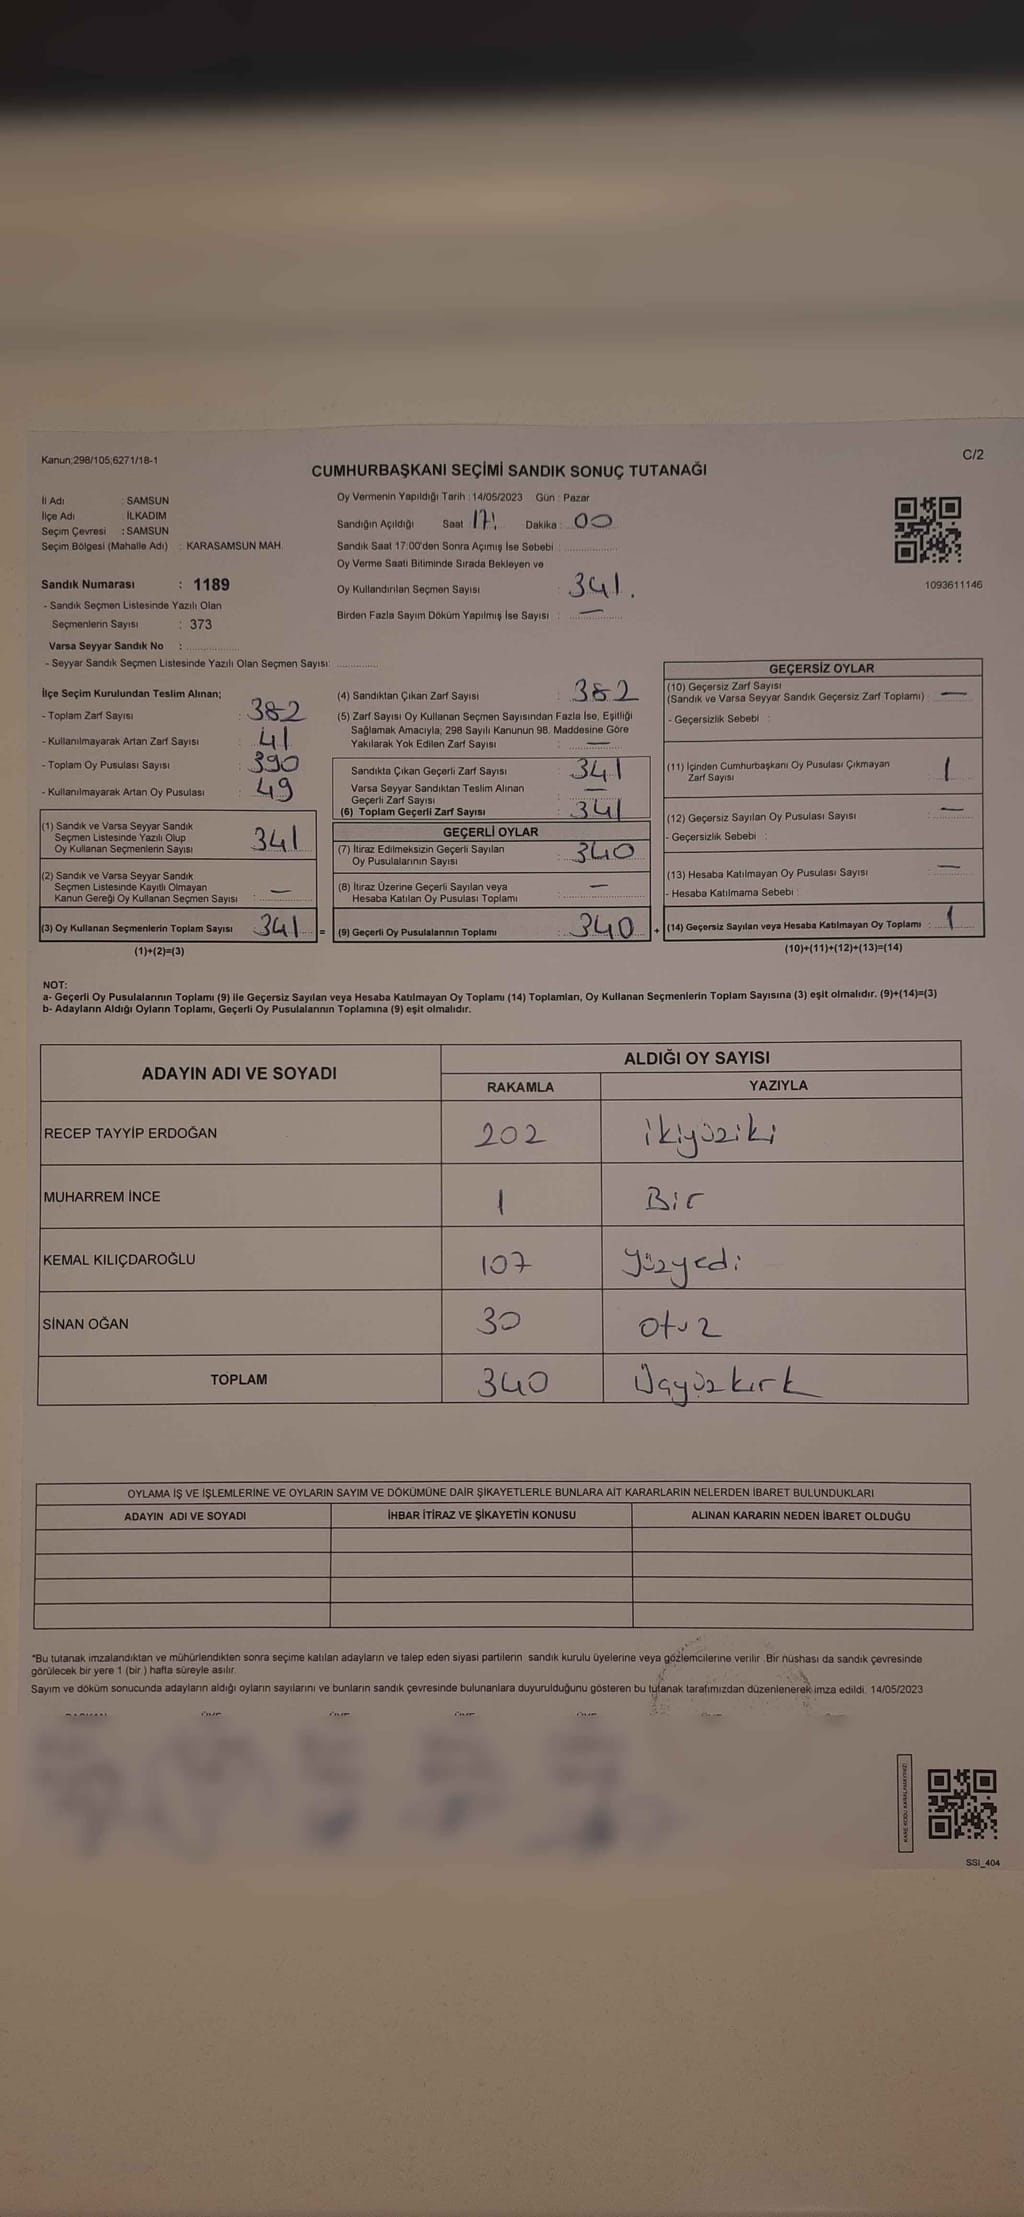 Kanun;298/105;6271/18-1
C/2
CUMHURBAŞKANI SEÇİMİ SANDIK SONUÇ TUTANAĞI
İl Adı : SAMSUN
İlçe Adı : İLKADIM
Seçim Çevresi : SAMSUN
Seçim Bölgesi (Mahalle Adı) : KARASAMSUN MAH.
Sandık Numarası : 1189
- Sandık Seçmen Listesinde Yazılı Olan
Seçmenlerin Sayısı : 373
Varsa Seyyar Sandık No :
- Seyyar Sandık Seçmen Listesinde Yazılı Olan Seçmen Sayısı:
Oy Vermenin Yapıldığı Tarih : 14/05/2023 Gün : Pazar
Sandığın Açıldığı Saat : 17: Dakika : 00
Sandık Saat 17:00'den Sonra Açımış İse Sebebi :
Oy Verme Saati Bitiminde Sırada Bekleyen ve
Oy Kullandırılan Seçmen Sayısı : 341.
Birden Fazla Sayım Döküm Yapılmış İse Sayısı : —
1093611146
İlçe Seçim Kurulundan Teslim Alınan;
- Toplam Zarf Sayısı : 382
- Kullanılmayarak Artan Zarf Sayısı : 41
- Toplam Oy Pusulası Sayısı : 390
- Kullanılmayarak Artan Oy Pusulası : 49
(1) Sandık ve Varsa Seyyar Sandık
Seçmen Listesinde Yazılı Olup
Oy Kullanan Seçmenlerin Sayısı 341
(2) Sandık ve Varsa Seyyar Sandık
Seçmen Listesinde Kayıtlı Olmayan
Kanun Gereği Oy Kullanan Seçmen Sayısı : —
(3) Oy Kullanan Seçmenlerin Toplam Sayısı 341 =
(1)+(2)=(3)
(4) Sandıktan Çıkan Zarf Sayısı : 382
(5) Zarf Sayısı Oy Kullanan Seçmen Sayısından Fazla İse, Eşitliği
Sağlamak Amacıyla; 298 Sayılı Kanunun 98. Maddesine Göre
Yakılarak Yok Edilen Zarf Sayısı : —
Sandıkta Çıkan Geçerli Zarf Sayısı : 341
Varsa Seyyar Sandıktan Teslim Alınan
Geçerli Zarf Sayısı : —
(6) Toplam Geçerli Zarf Sayısı : 341
GEÇERLİ OYLAR
(7) İtiraz Edilmeksizin Geçerli Sayılan
Oy Pusulalarının Sayısı : 340
(8) İtiraz Üzerine Geçerli Sayılan veya
Hesaba Katılan Oy Pusulası Toplamı : —
(9) Geçerli Oy Pusulalarının Toplamı : 340 +
GEÇERSİZ OYLAR
(10) Geçersiz Zarf Sayısı
(Sandık ve Varsa Seyyar Sandık Geçersiz Zarf Toplamı) : —
- Geçersizlik Sebebi :
(11) İçinden Cumhurbaşkanı Oy Pusulası Çıkmayan
Zarf Sayısı : 1
(12) Geçersiz Sayılan Oy Pusulası Sayısı : —
- Geçersizlik Sebebi :
(13) Hesaba Katılmayan Oy Pusulası Sayısı : —
- Hesaba Katılmama Sebebi :
(14) Geçersiz Sayılan veya Hesaba Katılmayan Oy Toplamı : 1
(10)+(11)+(12)+(13)=(14)
NOT:
a- Geçerli Oy Pusulalarının Toplamı (9) ile Geçersiz Sayılan veya Hesaba Katılmayan Oy Toplamı (14) Toplamları, Oy Kullanan Seçmenlerin Toplam Sayısına (3) eşit olmalıdır. (9)+(14)=(3)
b- Adayların Aldığı Oyların Toplamı, Geçerli Oy Pusulalarının Toplamına (9) eşit olmalıdır.
ADAYIN ADI VE SOYADI ALDIĞI OY SAYISI
RAKAMLA YAZIYLA
RECEP TAYYİP ERDOĞAN 202 ikiyüziki
MUHARREM İNCE 1 Bir
KEMAL KILIÇDAROĞLU 107 Yüzyedi
SİNAN OĞAN 30 Otuz
TOPLAM 340 Üçyüzkırk
OYLAMA İŞ VE İŞLEMLERİNE VE OYLARIN SAYIM VE DÖKÜMÜNE DAİR ŞİKAYETLERLE BUNLARA AİT KARARLARIN NELERDEN İBARET BULUNDUKLARI
ADAYIN ADI VE SOYADI İHBAR İTİRAZ VE ŞİKAYETİN KONUSU ALINAN KARARIN NEDEN İBARET OLDUĞU
*Bu tutanak imzalandıktan ve mühürlendikten sonra seçime katılan adayların ve talep eden siyasi partilerin sandık kurulu üyelerine veya gözlemcilerine verilir .Bir nüshası da sandık çevresinde
görülecek bir yere 1 (bir ) hafta süreyle asılır.
Sayım ve döküm sonucunda adayların aldığı oyların sayılarını ve bunların sandık çevresinde bulunanlara duyurulduğunu gösteren bu tutanak tarafımızdan düzenlenerek imza edildi. 14/05/2023
KARE KODU KARALAMAYINIZ!
SSI_404